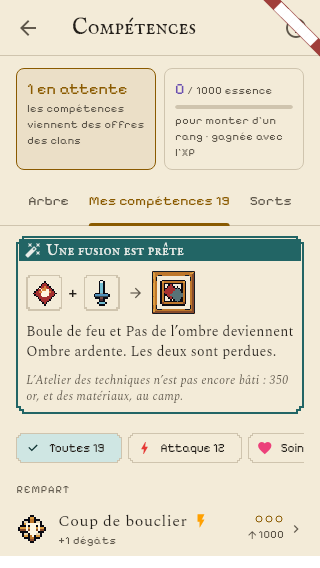 Compétences
1 en attente
les compétences
viennent des offres
des clans
0 / 1000 essence
pour monter d'un
rang · gagnée avec
l'XP
Arbre
Mes compétences 19
Sorts
Une fusion est prête
+
→
Boule de feu et Pas de l'ombre deviennent
Ombre ardente. Les deux sont perdues.
L'Atelier des techniques n'est pas encore bâti : 350
or, et des matériaux, au camp.
Toutes 19
Attaque 12
Soin
REMPART
Coup de bouclier
+1 dégâts
↑1000